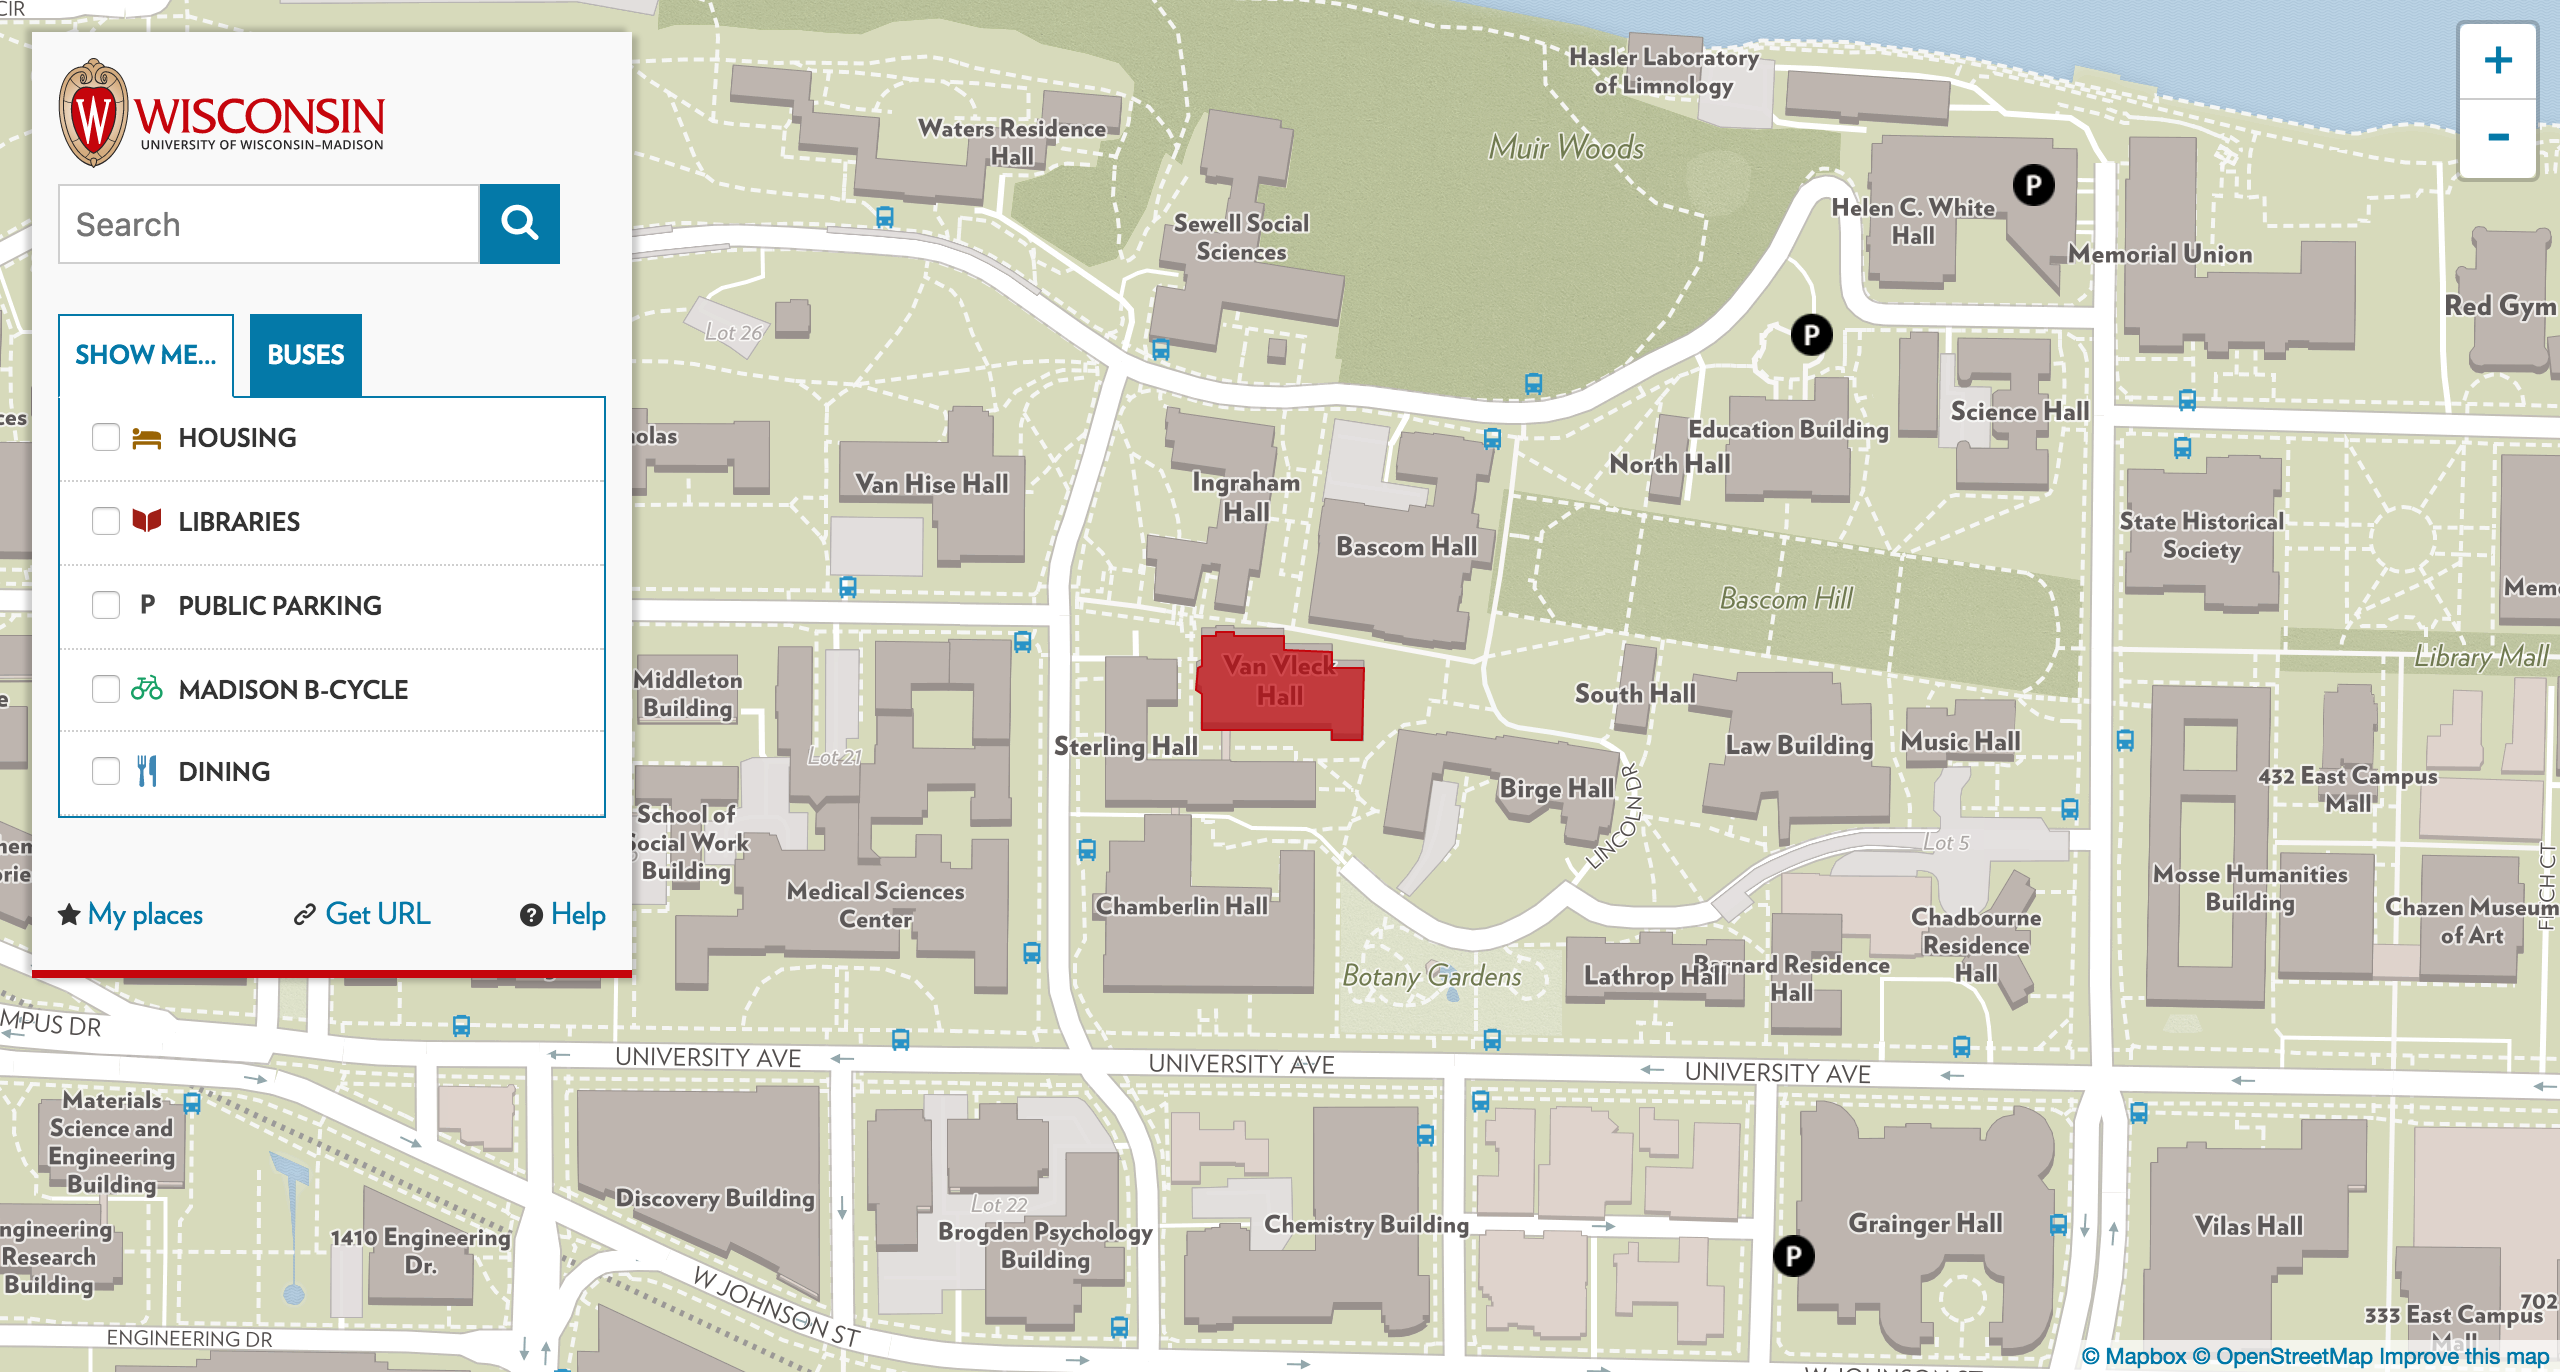 CIR
W
WISCONSIN
UNIVERSITY OF WISCONSIN–MADISON
Search
SHOW ME...
BUSES
HOUSING
LIBRARIES
P PUBLIC PARKING
MADISON B-CYCLE
DINING
My places
Get URL
? Help
+
-
Hasler Laboratory
of Limnology
Waters Residence
Hall
Muir Woods
P
Helen C. White
Hall
Sewell Social
Sciences
Memorial Union
Red Gym
Lot 26
P
ces
olas
Science Hall
Education Building
North Hall
Van Hise Hall
Ingraham
Hall
Bascom Hall
State Historical
Society
Bascom Hill
Mem
Library Mall
Van Vleck
Hall
Middleton
Building
South Hall
Sterling Hall
Lot 21
Law Building
Music Hall
432 East Campus
Mall
Birge Hall
LINCOLN DR
School of
Social Work
Building
Lot 5
Medical Sciences
Center
Chamberlin Hall
Mosse Humanities
Building
Chazen Museum
of Art
Chadbourne
Residence
Hall
Botany Gardens
Lathrop Hall
Barnard Residence
Hall
MPUS DR
UNIVERSITY AVE
UNIVERSITY AVE
UNIVERSITY AVE
Materials
Science and
Engineering
Building
Discovery Building
Lot 22
Brogden Psychology
Building
Chemistry Building
Grainger Hall
Vilas Hall
ngineering
Research
Building
1410 Engineering
Dr.
P
W JOHNSON ST
333 East Campus
Mall
702
ENGINEERING DR
© Mapbox © OpenStreetMap Improve this map